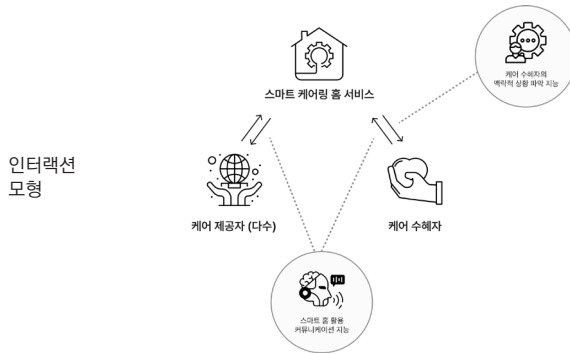 케어 수혜자의
맥락적 상황 파악 지능
스마트 케어링 홈 서비스
인터랙션
모형
케어 제공자 (다수)
케어 수혜자
스마트 홈 활용
커뮤니케이션 지능